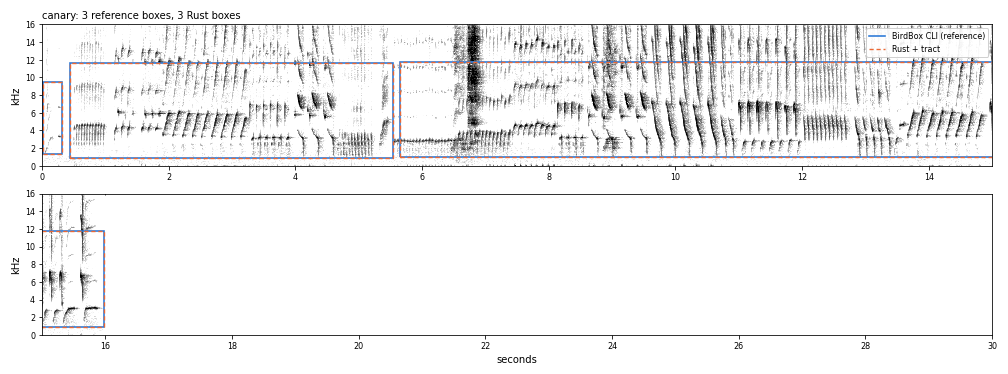 canary: 3 reference boxes, 3 Rust boxes
kHz
16
14
12
10
8
6
4
2
0
BirdBox CLI (reference)
Rust + tract
0 2 4 6 8 10 12 14
kHz
16
14
12
10
8
6
4
2
0
16 18 20 22 24 26 28 30
seconds